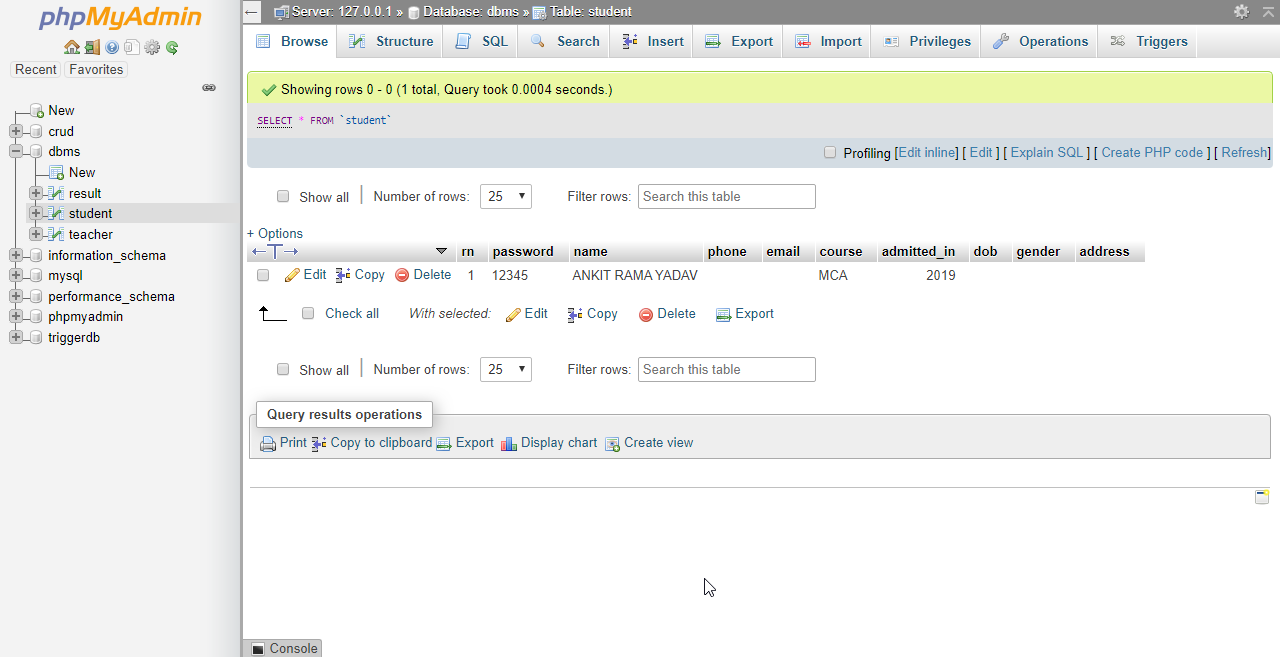 phpMyAdmin
Recent Favorites
New
crud
dbms
New
result
student
teacher
information_schema
mysql
performance_schema
phpmyadmin
triggerdb
Server: 127.0.0.1 » Database: dbms » Table: student
Browse Structure SQL Search Insert Export Import Privileges Operations Triggers
Showing rows 0 - 0 (1 total, Query took 0.0004 seconds.)
SELECT * FROM `student`
Profiling [Edit inline] [ Edit ] [ Explain SQL ] [ Create PHP code ] [ Refresh]
Show all Number of rows: 25 Filter rows: Search this table
+ Options
rn password name phone email course admitted_in dob gender address
Edit Copy Delete 1 12345 ANKIT RAMA YADAV MCA 2019
Check all With selected: Edit Copy Delete Export
Show all Number of rows: 25 Filter rows: Search this table
Query results operations
Print Copy to clipboard Export Display chart Create view
Console